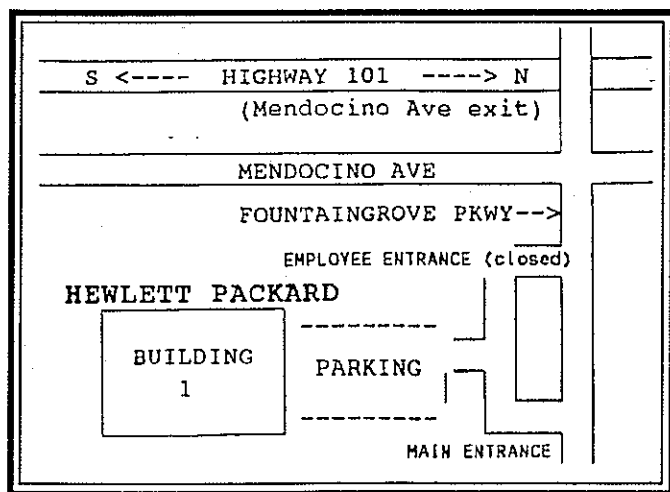 S <---- HIGHWAY 101 ----> N
(Mendocino Ave exit)
MENDOCINO AVE
FOUNTAINGROVE PKWY-->
EMPLOYEE ENTRANCE (closed)
HEWLETT PACKARD
BUILDING
1
PARKING
MAIN ENTRANCE